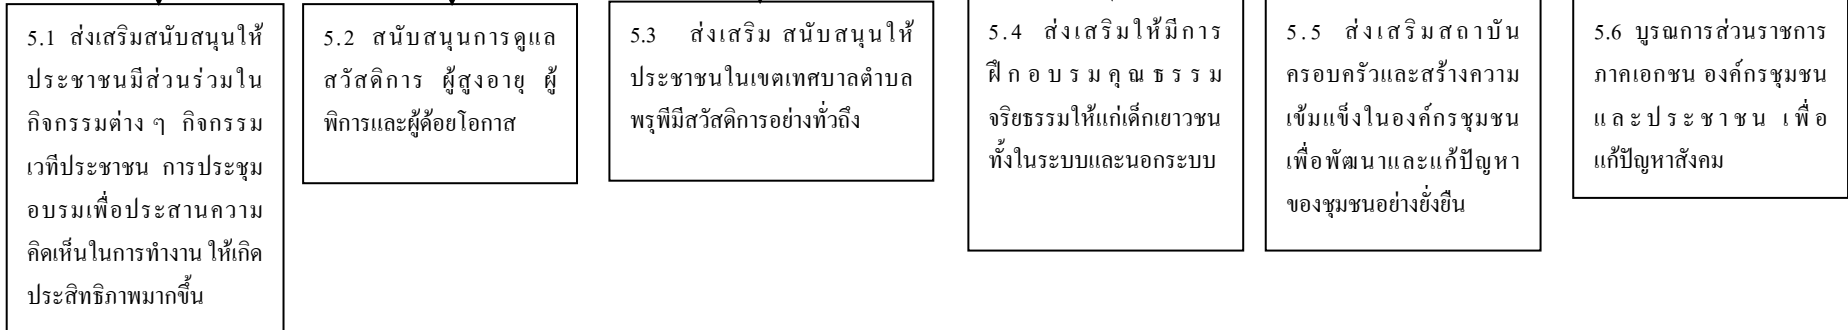 5.1 ส่งเสริมสนับสนุนให้
ประชาชนมีส่วนร่วมใน
กิจกรรมต่าง ๆ กิจกรรม
เวทีประชาชน การประชุม
อบรมเพื่อประสานความ
คิดเห็นในการทำงาน ให้เกิด
ประสิทธิภาพมากขึ้น
5.2 สนับสนุนการดูแล
สวัสดิการ ผู้สูงอายุ ผู้
พิการและผู้ด้อยโอกาส
5.3 ส่งเสริม สนับสนุนให้
ประชาชนในเขตเทศบาลตำบล
พรุพีมีสวัสดิการอย่างทั่วถึง
5.4 ส่งเสริมให้มีการ
ฝึกอบรมคุณธรรม
จริยธรรมให้แก่เด็กเยาวชน
ทั้งในระบบและนอกระบบ
5.5 ส่งเสริมสถาบัน
ครอบครัวและสร้างความ
เข้มแข็งในองค์กรชุมชน
เพื่อพัฒนาและแก้ปัญหา
ของชุมชนอย่างยั่งยืน
5.6 บูรณการส่วนราชการ
ภาคเอกชน องค์กรชุมชน
และประชาชน เพื่อ
แก้ปัญหาสังคม